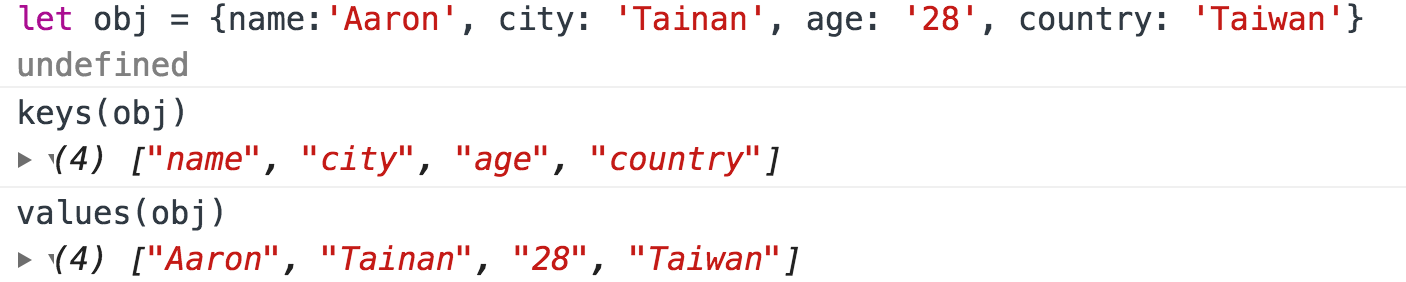 let obj = {name:'Aaron', city: 'Tainan', age: '28', country: 'Taiwan'}
undefined
keys(obj)
(4) ["name", "city", "age", "country"]
values(obj)
(4) ["Aaron", "Tainan", "28", "Taiwan"]